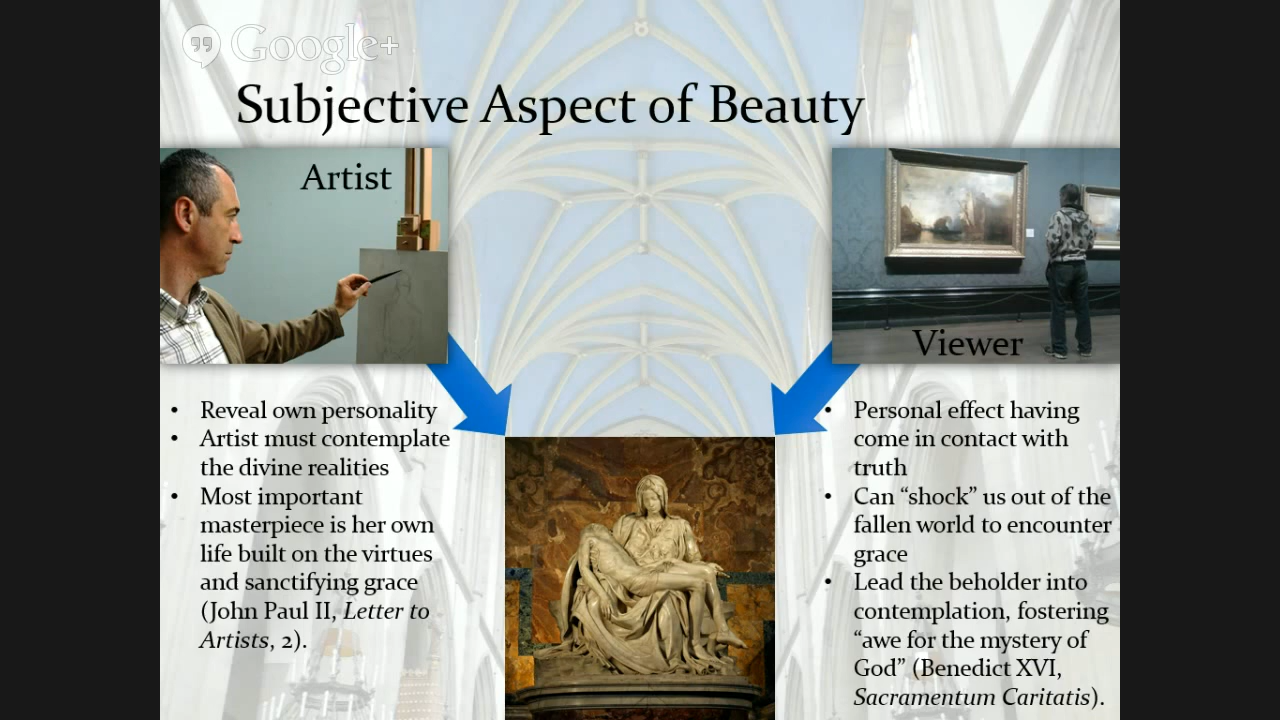 Google+
Subjective Aspect of Beauty
Artist
Viewer
• Reveal own personality
• Artist must contemplate
the divine realities
• Most important
masterpiece is her own
life built on the virtues
and sanctifying grace
(John Paul II, Letter to
Artists, 2).
• Personal effect having
come in contact with
truth
• Can “shock” us out of the
fallen world to encounter
grace
• Lead the beholder into
contemplation, fostering
“awe for the mystery of
God” (Benedict XVI,
Sacramentum Caritatis).